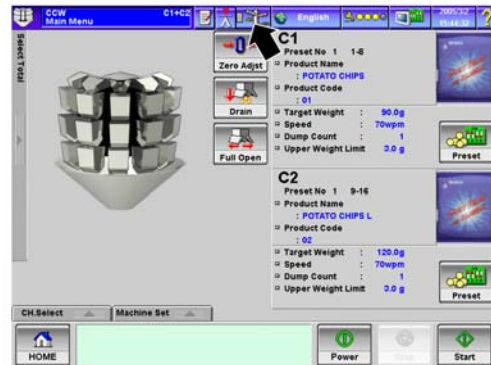 CCW
Main Menu
C1+C2
English
2005/1/2
15:44:32
Select Total
Zero Adjst
Drain
Full Open
C1
Preset No 1 1-8
Product Name
: POTATO CHIPS
Product Code
: 01
Target Weight : 90.0g
Speed : 70wpm
Dump Count : 1
Upper Weight Limit 3.0 g
Preset
C2
Preset No 1 9-16
Product Name
: POTATO CHIPS L
Product Code
: 02
Target Weight : 120.0g
Speed : 70wpm
Dump Count : 1
Upper Weight Limit 3.0 g
Preset
CH.Select
Machine Set
HOME
Power
Stop
Start